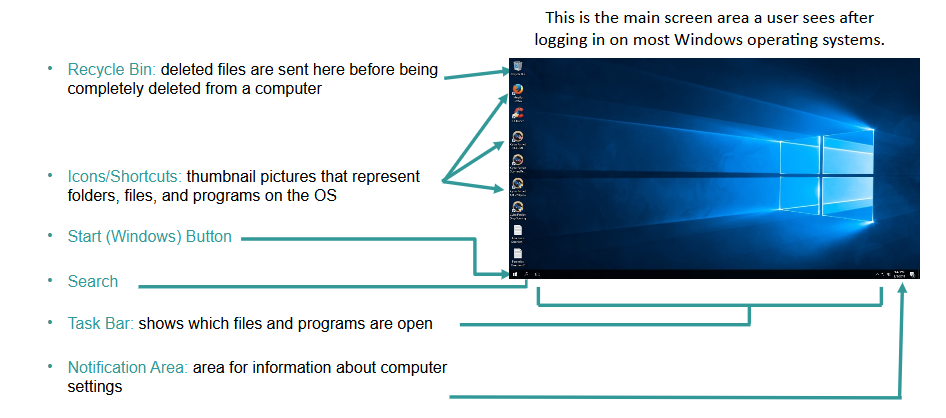 This is the main screen area a user sees after
logging in on most Windows operating systems.
• Recycle Bin: deleted files are sent here before being
completely deleted from a computer
• Icons/Shortcuts: thumbnail pictures that represent
folders, files, and programs on the OS
• Start (Windows) Button
• Search
• Task Bar: shows which files and programs are open
• Notification Area: area for information about computer
settings